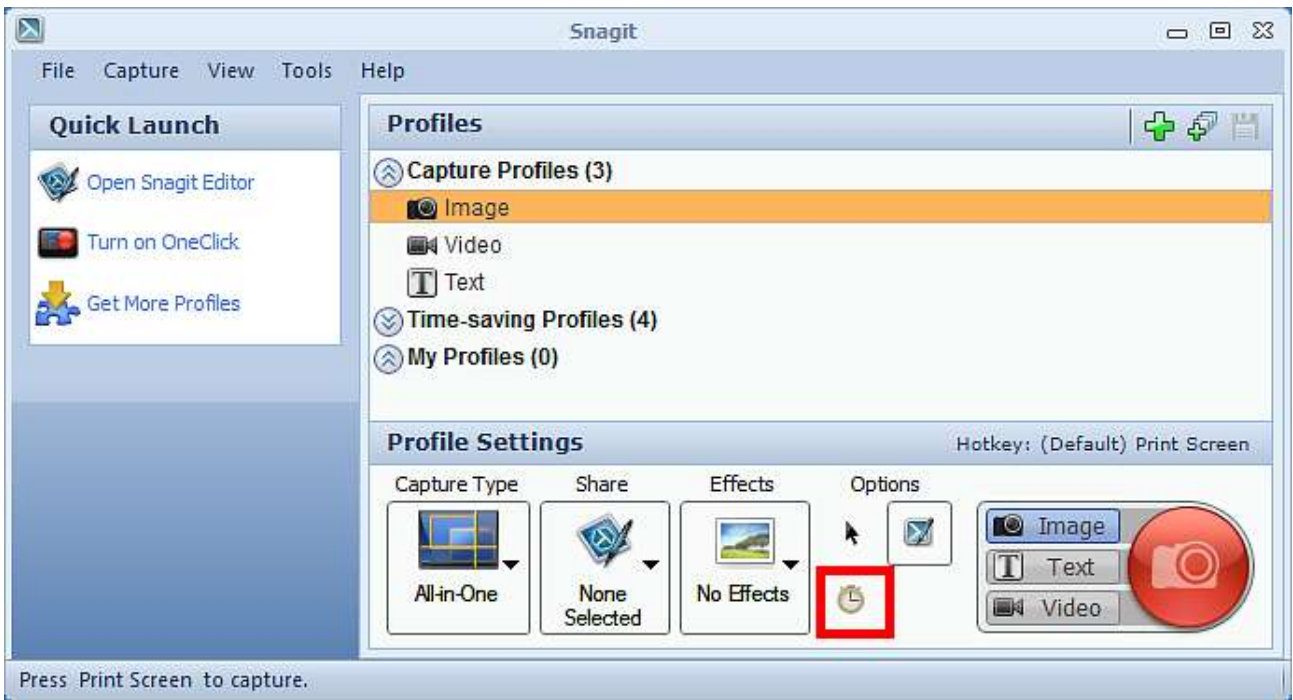 Snagit
File Capture View Tools Help
Quick Launch
Open Snagit Editor
Turn on OneClick
Get More Profiles
Profiles
Capture Profiles (3)
Image
Video
T Text
Time-saving Profiles (4)
My Profiles (0)
Profile Settings
Hotkey: (Default) Print Screen
Capture Type Share Effects Options
All-in-One
None
Selected
No Effects
Image
T Text
Video
Press Print Screen to capture.